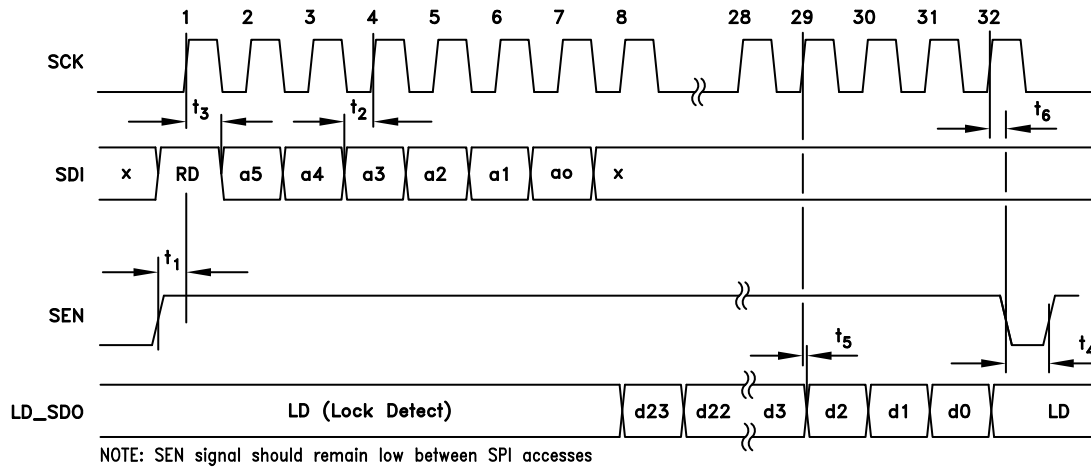 1 2 3 4 5 6 7 8 28 29 30 31 32
SCK
t3 t2 t6
SDI x RD a5 a4 a3 a2 a1 ao x
t1
SEN
t5 t4
LD_SDO LD (Lock Detect) d23 d22 d3 d2 d1 d0 LD
NOTE: SEN signal should remain low between SPI accesses